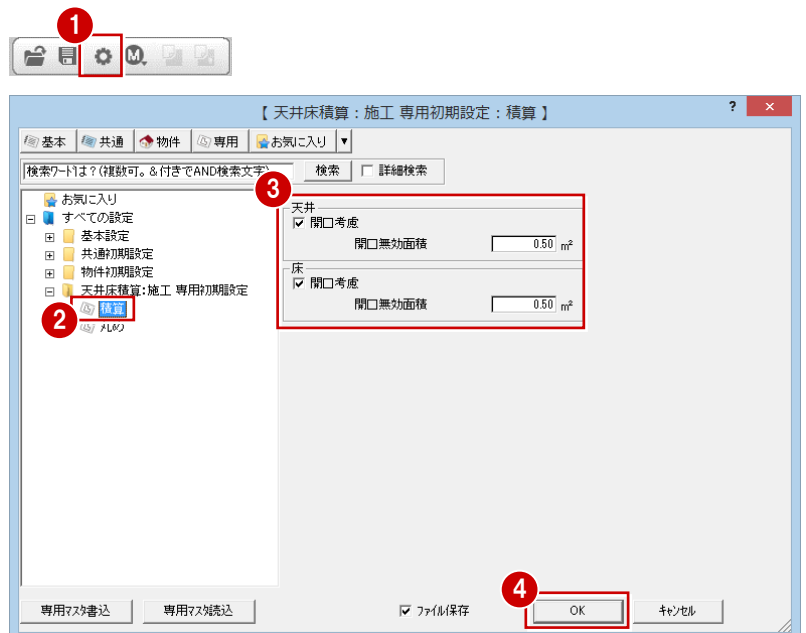 1
M
【 天井床積算：施工 専用初期設定：積算 】
? ×
基本 共通 物件 専用 お気に入り ▼
検索ワードは？(複数可。＆付きでAND検索文字) 検索 詳細検索
お気に入り
すべての設定
基本設定
共通初期設定
物件初期設定
天井床積算:施工 専用初期設定
2
積算
丸め
3
天井
開口考慮
開口無効面積 0.50 m²
床
開口考慮
開口無効面積 0.50 m²
4
専用マスタ書込 専用マスタ読込 ファイル保存 OK キャンセル